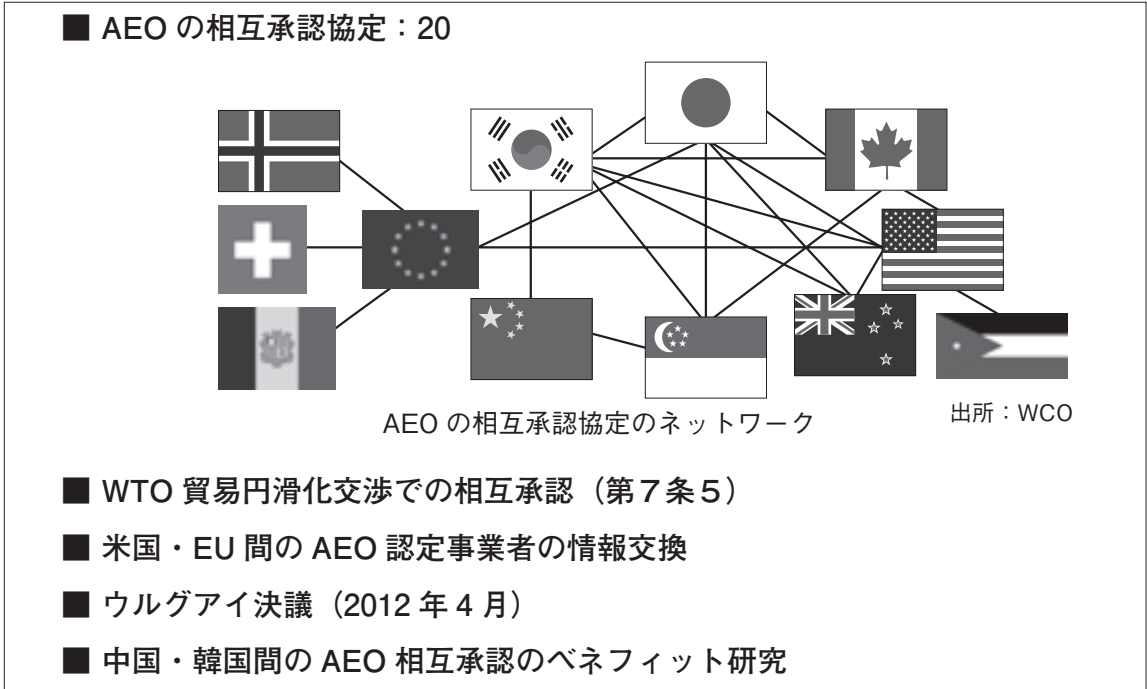 ■ AEO の相互承認協定：20
AEO の相互承認協定のネットワーク
出所：WCO
■ WTO 貿易円滑化交渉での相互承認（第７条５）
■ 米国・EU 間の AEO 認定事業者の情報交換
■ ウルグアイ決議（2012 年 4 月）
■ 中国・韓国間の AEO 相互承認のベネフィット研究